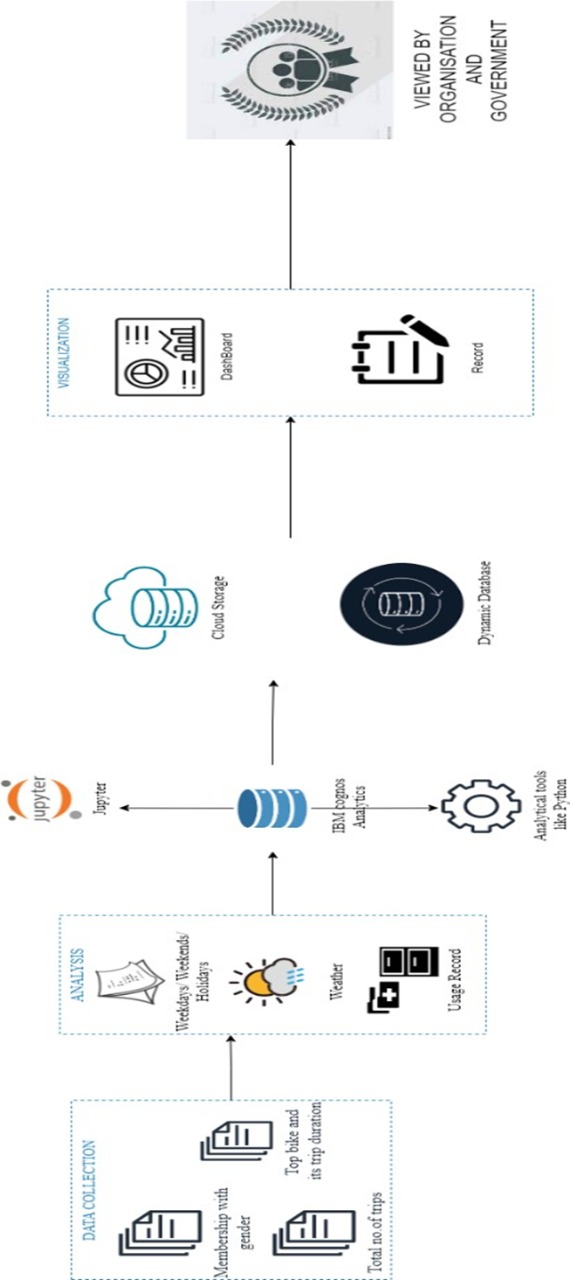 DATA COLLECTION
Membership with
gender
Top bike and
its trip duration
Total no.of trips
ANALYSIS
Weekdays/ Weekends/
Holidays
Weather
Usage Record
jupyter
Jupyter
IBM cognos
Analytics
Analytical tools
like Python
Cloud Storage
Dynamic Database
VISUALIZATION
DashBoard
Record
VIEWED BY
ORGANISATION
AND
GOVERNMENT